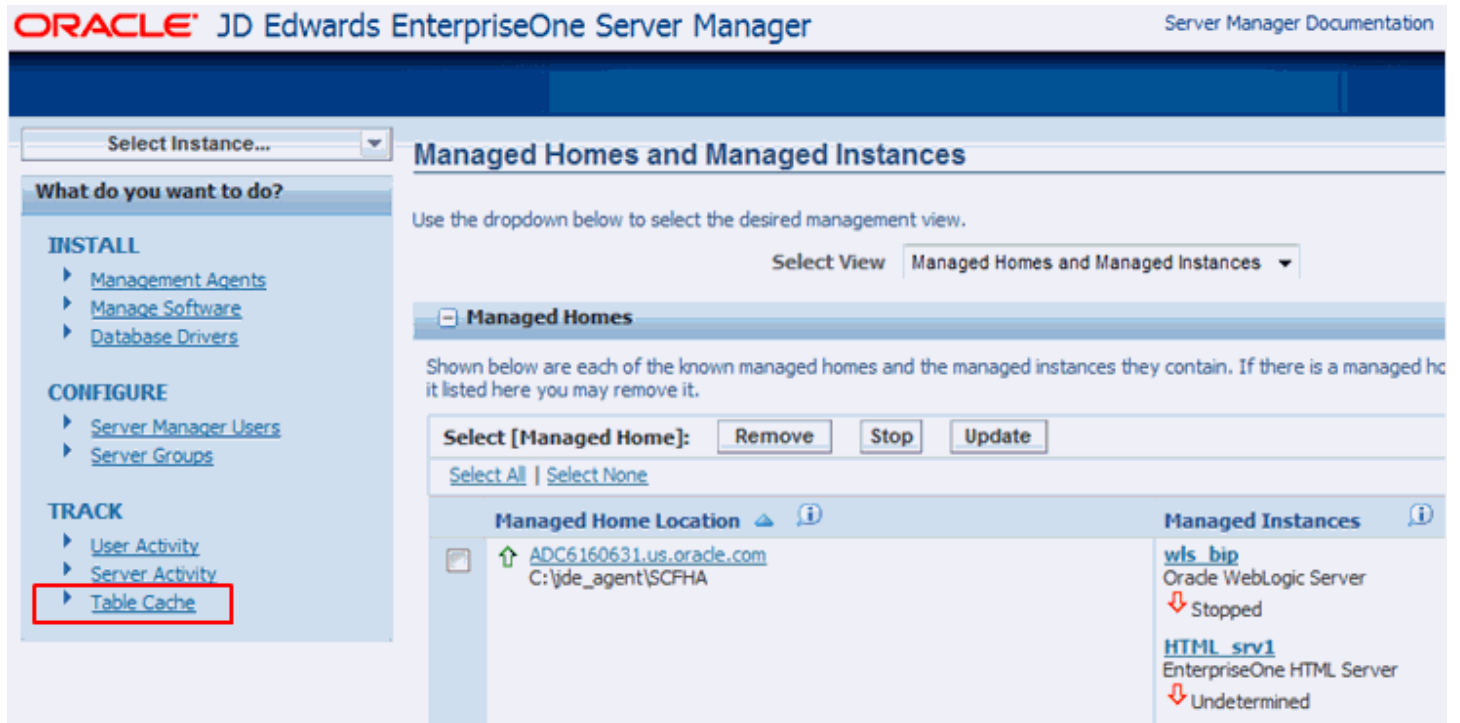 ORACLE JD Edwards EnterpriseOne Server Manager
Server Manager Documentation
Select Instance...
What do you want to do?
INSTALL
Management Agents
Manage Software
Database Drivers
CONFIGURE
Server Manager Users
Server Groups
TRACK
User Activity
Server Activity
Table Cache
Managed Homes and Managed Instances
Use the dropdown below to select the desired management view.
Select View Managed Homes and Managed Instances
Managed Homes
Shown below are each of the known managed homes and the managed instances they contain. If there is a managed ho
it listed here you may remove it.
Select [Managed Home]: Remove Stop Update
Select All | Select None
Managed Home Location
Managed Instances
ADC6160631.us.oracle.com
C:\jde_agent\SCFHA
wls_bip
Oracle WebLogic Server
Stopped
HTML_srv1
EnterpriseOne HTML Server
Undetermined